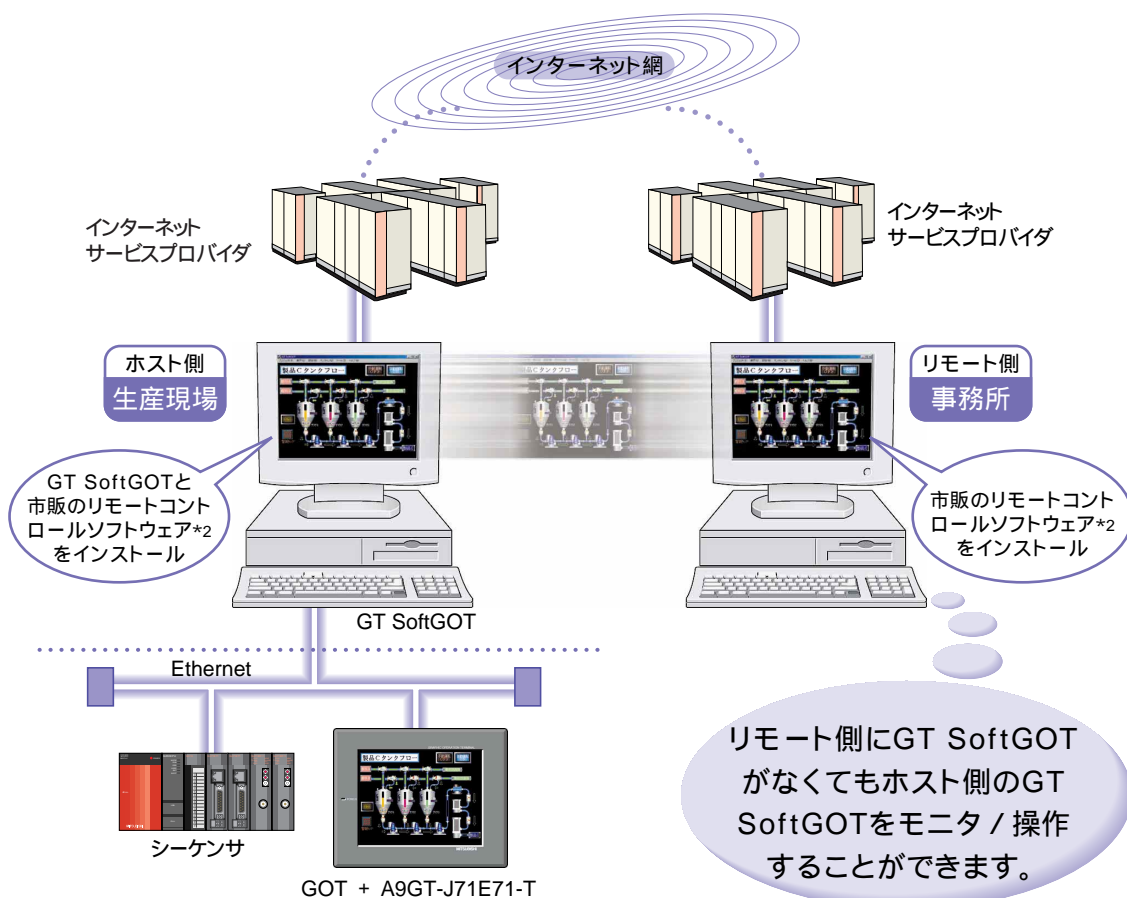 インターネット網
インターネット
サービスプロバイダ
インターネット
サービスプロバイダ
ホスト側
生産現場
製品Cタンクフロー
製品Cタンクフロー
リモート側
事務所
GT SoftGOTと
市販のリモートコント
ロールソフトウェア*2
をインストール
市販のリモートコント
ロールソフトウェア*2
をインストール
GT SoftGOT
Ethernet
製品Cタンクフロー
MITSUBISHI
シーケンサ
GOT + A9GT-J71E71-T
リモート側にGT SoftGOT
がなくてもホスト側のGT
SoftGOTをモニタ / 操作
することができます。